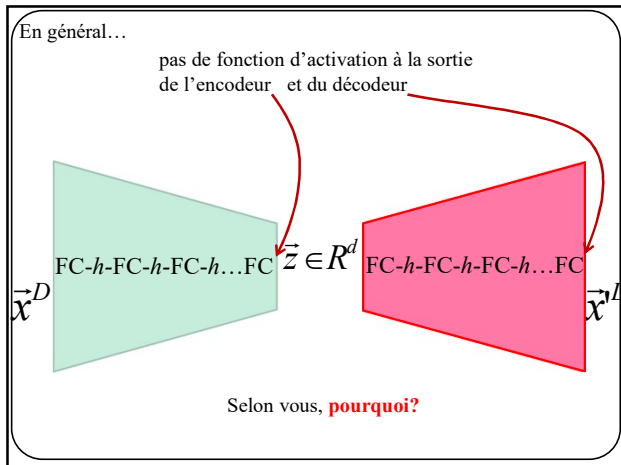 En général…
pas de fonction d’activation à la sortie
de l’encodeur et du décodeur
FC-h-FC-h-FC-h…FC
z⃗ ∈ R^d
FC-h-FC-h-FC-h…FC
x⃗^D
x⃗'
Selon vous, pourquoi?